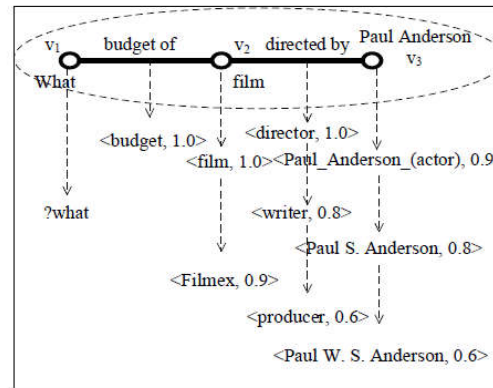 v1 budget of v2 directed by Paul Anderson
v3
What film
<budget, 1.0> <director, 1.0>
<film, 1.0> <Paul_Anderson_(actor), 0.9
?what <writer, 0.8>
<Paul S. Anderson, 0.8>
<Filmex, 0.9>
<producer, 0.6>
<Paul W. S. Anderson, 0.6>